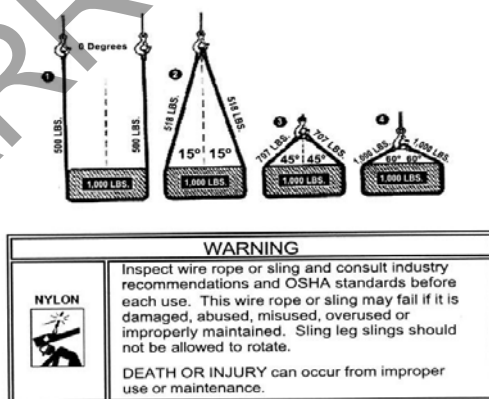 6 Degrees
1
500 LBS.
500 LBS.
1,000 LBS.
2
518 LBS.
518 LBS.
15° 15°
1,000 LBS.
3
707 LBS.
707 LBS.
45° 45°
1,000 LBS.
4
1,000 LBS.
1,000 LBS.
60° 60°
1,000 LBS.
WARNING
NYLON
Inspect wire rope or sling and consult industry
recommendations and OSHA standards before
each use. This wire rope or sling may fail if it is
damaged, abused, misused, overused or
improperly maintained. Sling leg slings should
not be allowed to rotate.
DEATH OR INJURY can occur from improper
use or maintenance.